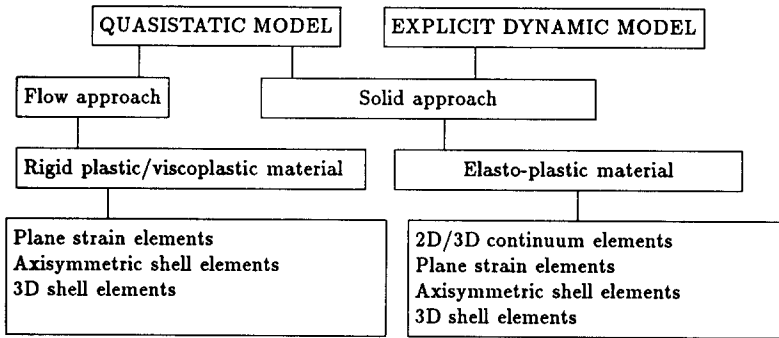 QUASISTATIC MODEL
EXPLICIT DYNAMIC MODEL
Flow approach
Solid approach
Rigid plastic/viscoplastic material
Elasto-plastic material
Plane strain elements
Axisymmetric shell elements
3D shell elements
2D/3D continuum elements
Plane strain elements
Axisymmetric shell elements
3D shell elements